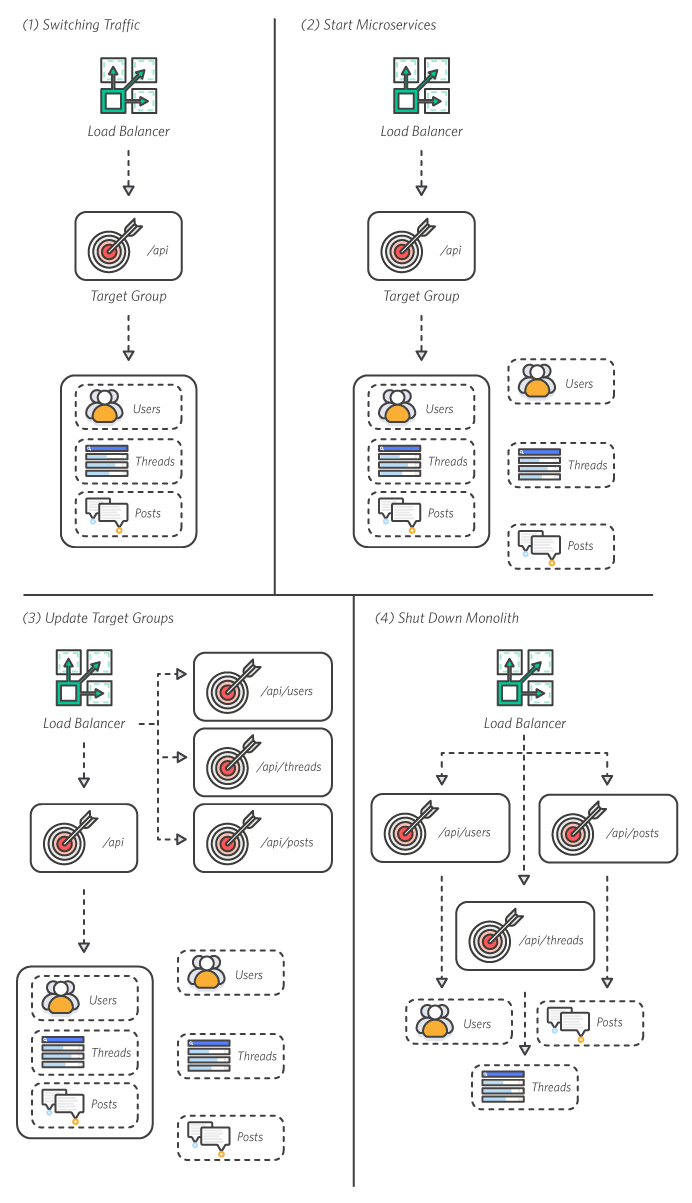 (1) Switching Traffic
Load Balancer
/api
Target Group
Users
Threads
Posts
(2) Start Microservices
Load Balancer
/api
Target Group
Users
Threads
Posts
Users
Threads
Posts
(3) Update Target Groups
Load Balancer
/api/users
/api/threads
/api/posts
/api
Users
Threads
Posts
Users
Threads
Posts
(4) Shut Down Monolith
Load Balancer
/api/users
/api/posts
/api/threads
Users
Posts
Threads